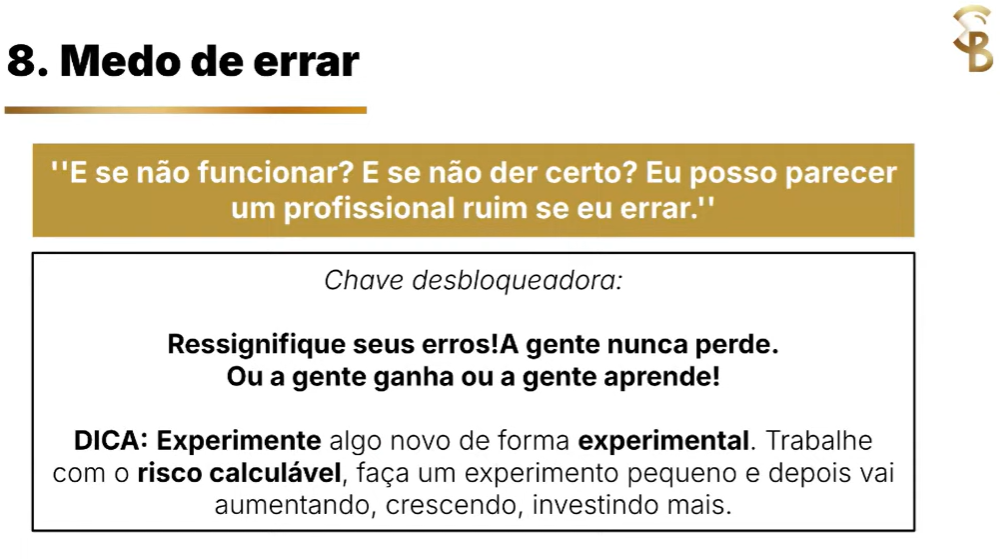 8. Medo de errar
''E se não funcionar? E se não der certo? Eu posso parecer
um profissional ruim se eu errar.''
Chave desbloqueadora:
Ressignifique seus erros!A gente nunca perde.
Ou a gente ganha ou a gente aprende!
DICA: Experimente algo novo de forma experimental. Trabalhe
com o risco calculável, faça um experimento pequeno e depois vai
aumentando, crescendo, investindo mais.